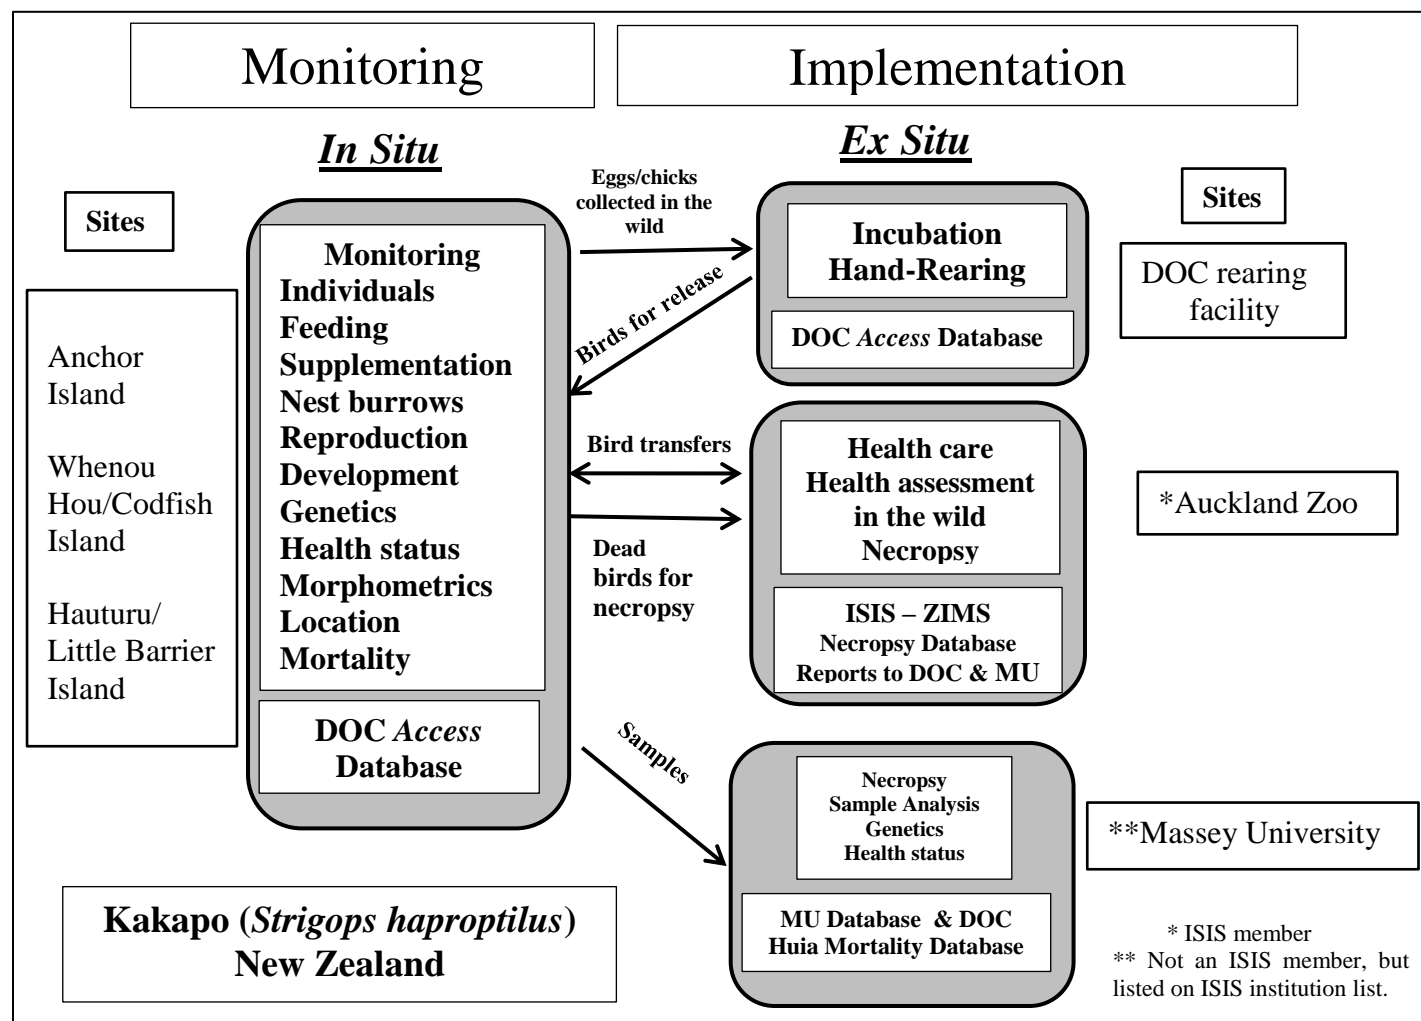 Monitoring
Implementation
In Situ
Ex Situ
Sites
Anchor
Island
Whenou
Hou/Codfish
Island
Hauturu/
Little Barrier
Island
Monitoring
Individuals
Feeding
Supplementation
Nest burrows
Reproduction
Development
Genetics
Health status
Morphometrics
Location
Mortality
DOC Access
Database
Eggs/chicks
collected in the
wild
Birds for release
Bird transfers
Dead
birds for
necropsy
Samples
Incubation
Hand-Rearing
DOC Access Database
Health care
Health assessment
in the wild
Necropsy
ISIS – ZIMS
Necropsy Database
Reports to DOC & MU
Necropsy
Sample Analysis
Genetics
Health status
MU Database & DOC
Huia Mortality Database
Sites
DOC rearing
facility
*Auckland Zoo
**Massey University
Kakapo (Strigops haproptilus)
New Zealand
* ISIS member
** Not an ISIS member, but
listed on ISIS institution list.